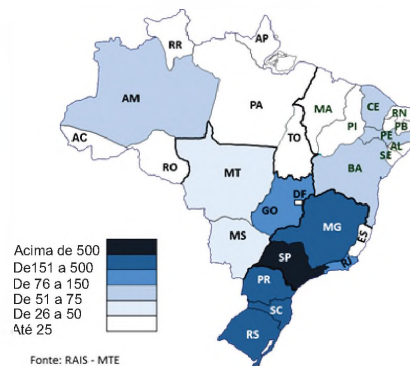 RR
AP
AM
PA
MA
CE
RN
PB
PI
PE
AL
SE
AC
TO
RO
MT
BA
DF
GO
MG
MS
ES
SP
RJ
PR
SC
RS
Acima de 500
De151 a 500
De 76 a 150
De 51 a 75
De 26 a 50
Até 25
Fonte: RAIS - MTE